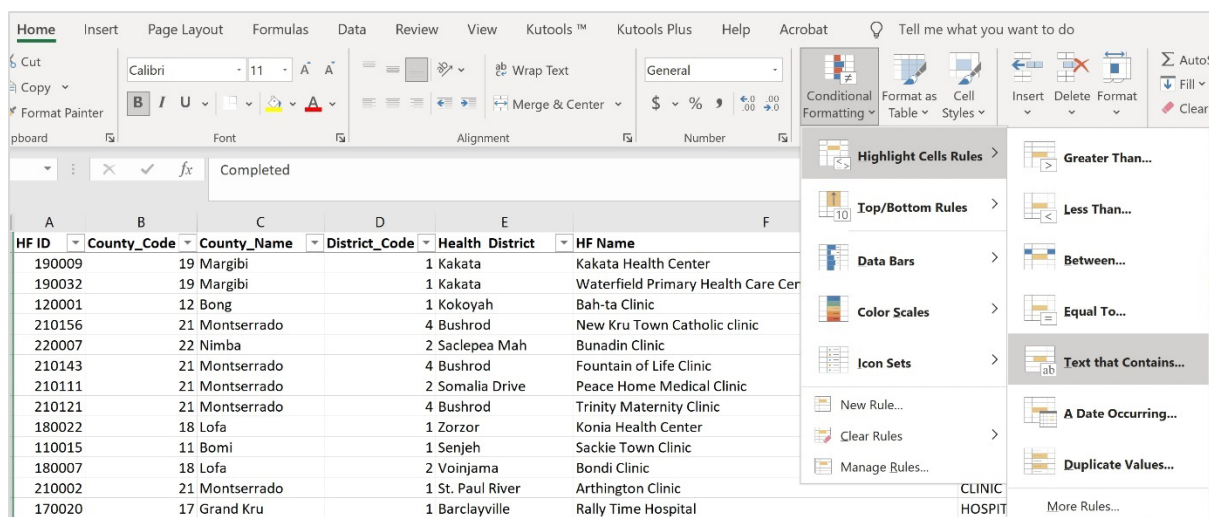 Home Insert Page Layout Formulas Data Review View Kutools ™ Kutools Plus Help Acrobat Tell me what you want to do
Cut
Copy
Format Painter
pboard
Calibri 11 A A
B I U A
Font
Wrap Text
Merge & Center
Alignment
General
$ % , .0 .00 .00 .0
Number
Conditional Formatting
Format as Table
Cell Styles
Insert Delete Format
∑ AutoS
Fill
Clear
fx Completed
Highlight Cells Rules
Top/Bottom Rules
Data Bars
Color Scales
Icon Sets
New Rule...
Clear Rules
Manage Rules...
Greater Than...
Less Than...
Between...
Equal To...
Text that Contains...
A Date Occurring...
Duplicate Values...
More Rules...
A B C D E F
HF ID County_Code County_Name District_Code Health District HF Name
190009 19 Margibi 1 Kakata Kakata Health Center
190032 19 Margibi 1 Kakata Waterfield Primary Health Care Cen
120001 12 Bong 1 Kokoyah Bah-ta Clinic
210156 21 Montserrado 4 Bushrod New Kru Town Catholic clinic
220007 22 Nimba 2 Saclepea Mah Bunadin Clinic
210143 21 Montserrado 4 Bushrod Fountain of Life Clinic
210111 21 Montserrado 2 Somalia Drive Peace Home Medical Clinic
210121 21 Montserrado 4 Bushrod Trinity Maternity Clinic
180022 18 Lofa 1 Zorzor Konia Health Center
110015 11 Bomi 1 Senjeh Sackie Town Clinic
180007 18 Lofa 2 Voinjama Bondi Clinic
210002 21 Montserrado 1 St. Paul River Arthington Clinic CLINIC
170020 17 Grand Kru 1 Barclayville Rally Time Hospital HOSPIT